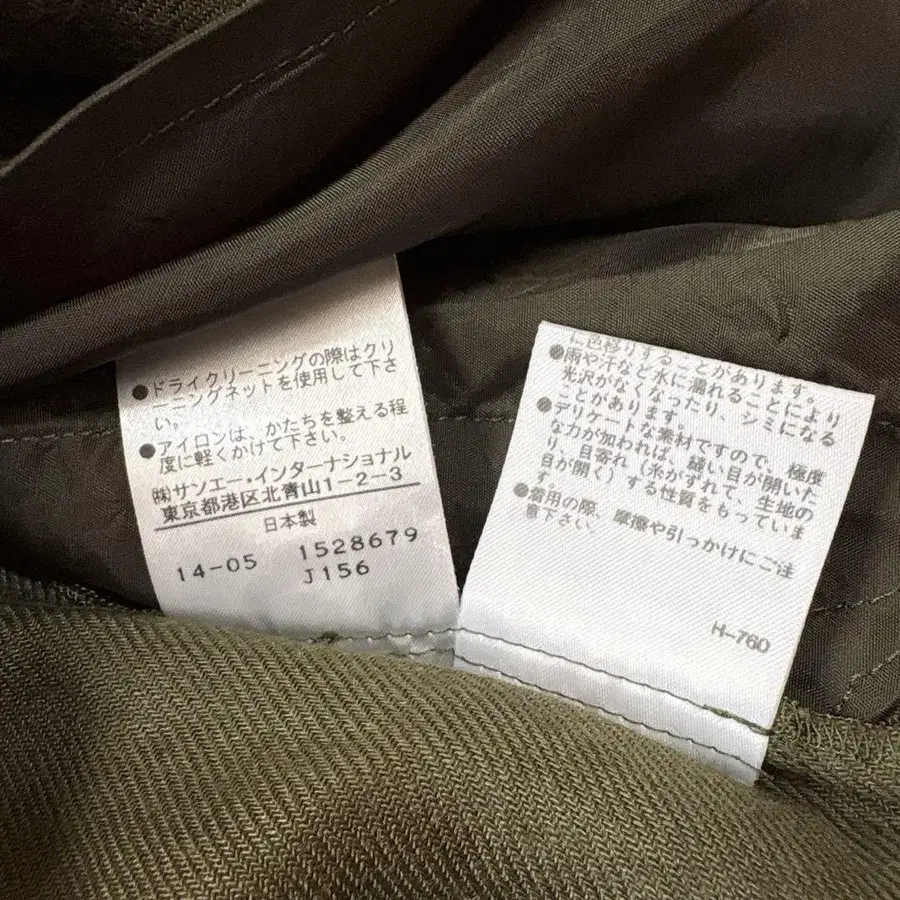 ●ドライクリーニングの際はクリ
ーニングネットを使用して下さ
い。
●アイロンは、かたちを整える程
度に軽くかけて下さい。
㈱サンエー・インターナショナル
東京都港区北青山1-2-3
日本製
14-05 1528679
J156
に色移りすることがあります。
●雨や汗など水に濡れることにより
光沢がなくなったり、シミになる
ことがあります。
●デリケートな素材ですので、極度
な力が加われば、縫い目が開いた
り、目寄れ（糸がずれて、生地の
目が開く）する性質をもっていま
す。
●着用の際、摩擦や引っかけにご注
意下さい。
H-760